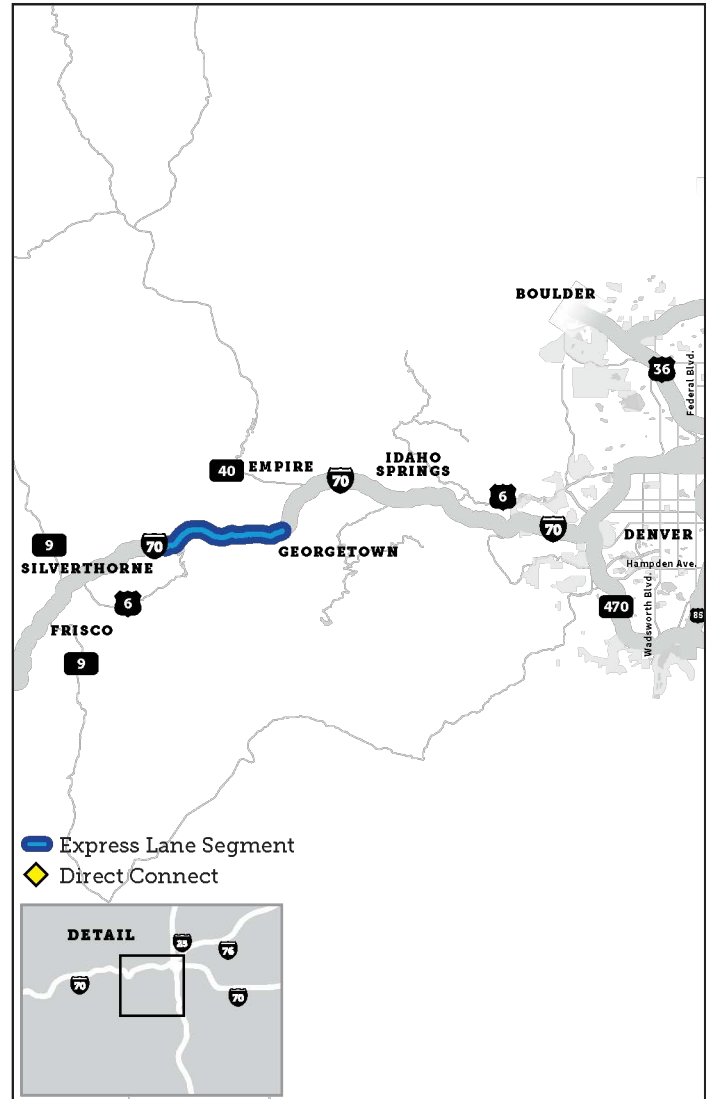 BOULDER
36
Federal Blvd.
IDAHO
SPRINGS
40
EMPIRE
70
6
70
DENVER
9
70
SILVERTHORNE
GEORGETOWN
Hampden Ave.
6
470
Wadsworth Blvd.
85
FRISCO
9
Express Lane Segment
Direct Connect
DETAIL
25
76
70
70